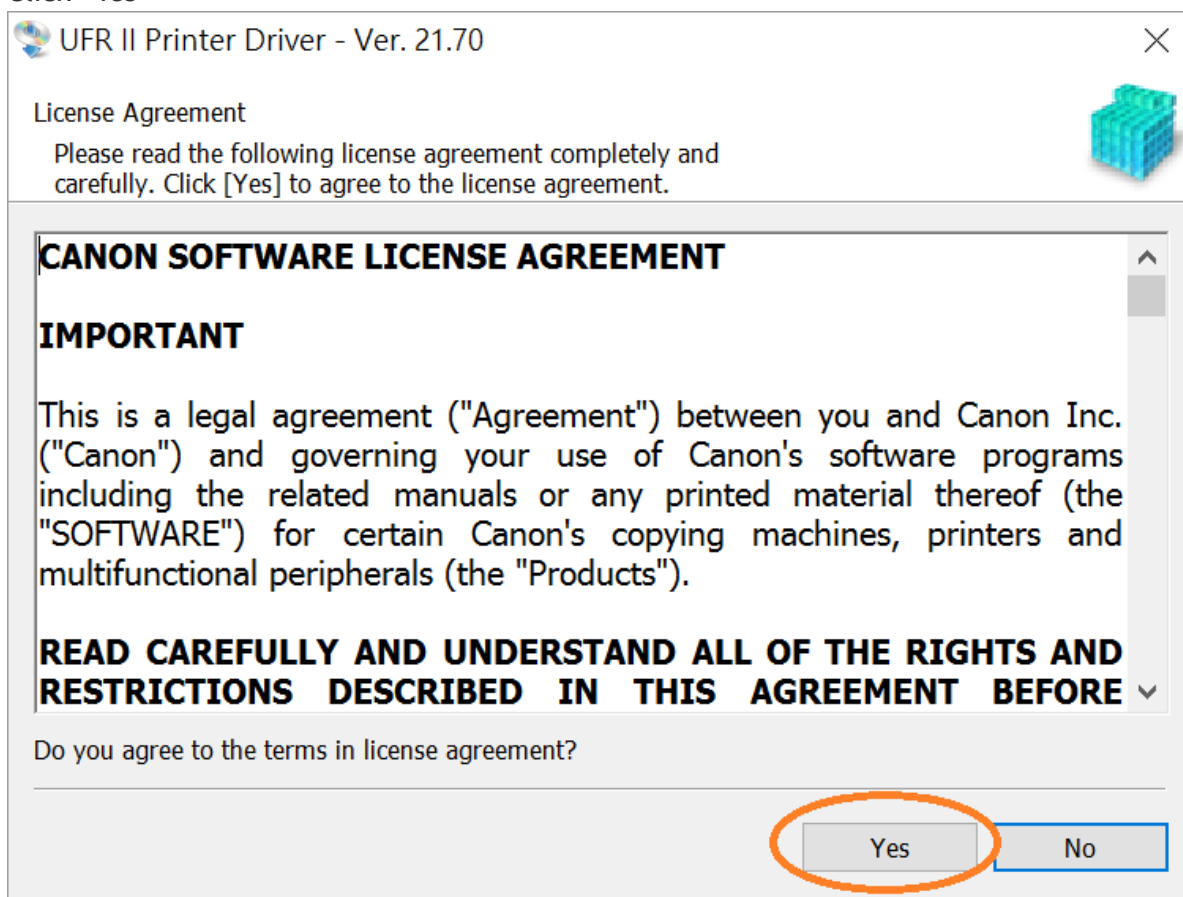 Click "Yes"
UFR II Printer Driver - Ver. 21.70
License Agreement
Please read the following license agreement completely and
carefully. Click [Yes] to agree to the license agreement.
CANON SOFTWARE LICENSE AGREEMENT
IMPORTANT
This is a legal agreement ("Agreement") between you and Canon Inc.
("Canon") and governing your use of Canon's software programs
including the related manuals or any printed material thereof (the
"SOFTWARE") for certain Canon's copying machines, printers and
multifunctional peripherals (the "Products").
READ CAREFULLY AND UNDERSTAND ALL OF THE RIGHTS AND
RESTRICTIONS DESCRIBED IN THIS AGREEMENT BEFORE
Do you agree to the terms in license agreement?
Yes
No